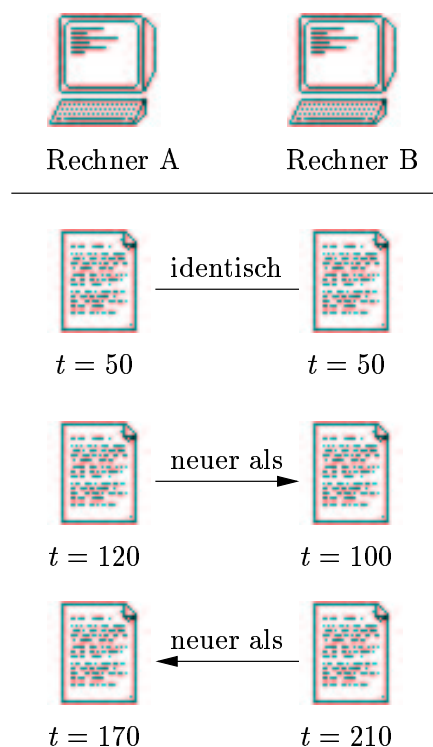 Rechner A Rechner B
identisch
t = 50 t = 50
neuer als
t = 120 t = 100
neuer als
t = 170 t = 210